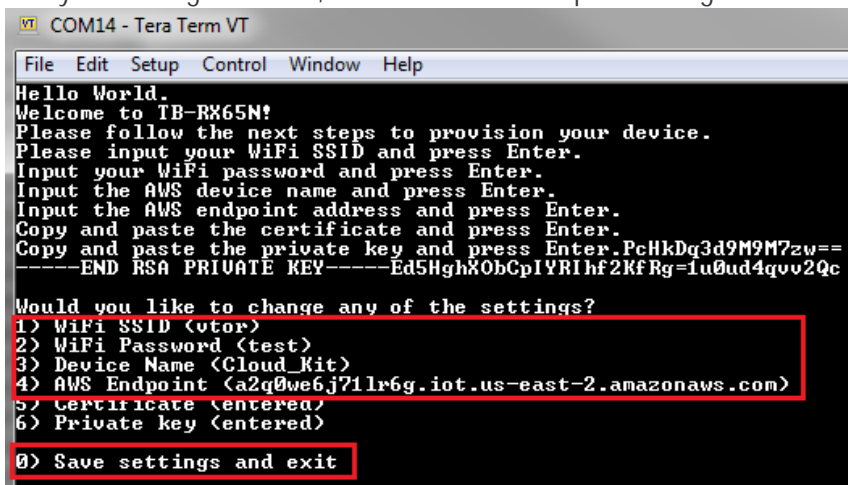 COM14 - Tera Term VT
File Edit Setup Control Window Help
Hello World.
Welcome to TB-RX65N!
Please follow the next steps to provision your device.
Please input your WiFi SSID and press Enter.
Input your WiFi password and press Enter.
Input the AWS device name and press Enter.
Input the AWS endpoint address and press Enter.
Copy and paste the certificate and press Enter.
Copy and paste the private key and press Enter.PcHkDq3d9M9M7zw==
-----END RSA PRIVATE KEY-----Ed5HghXObCpIYRIhf2KfRg=1u0ud4qvv2Qc
Would you like to change any of the settings?
1) WiFi SSID (vtor)
2) WiFi Password (test)
3) Device Name (Cloud_Kit)
4) AWS Endpoint (a2q0we6j71lr6g.iot.us-east-2.amazonaws.com)
5) Certificate (entered)
6) Private key (entered)
0) Save settings and exit